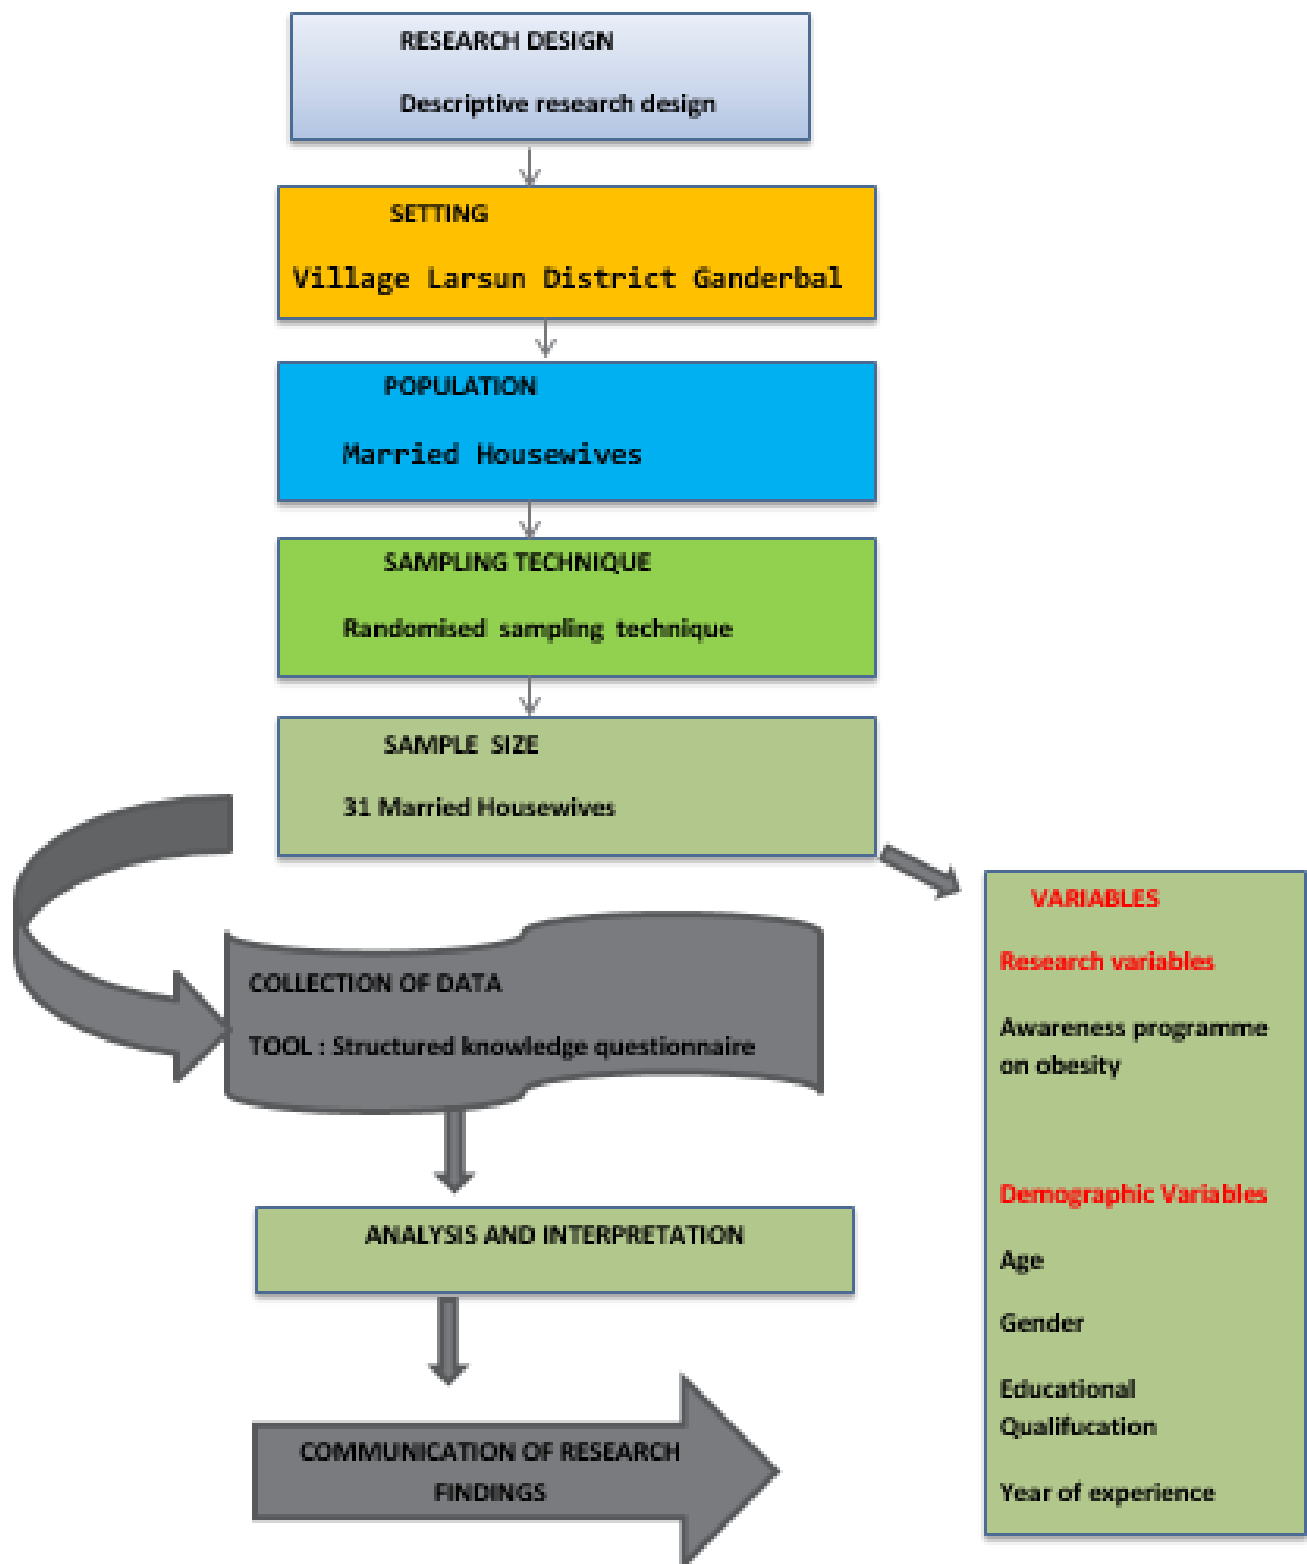 RESEARCH DESIGN
Descriptive research design
SETTING
Village Larsun District Ganderbal
POPULATION
Married Housewives
SAMPLING TECHNIQUE
Randomised sampling technique
SAMPLE SIZE
31 Married Housewives
COLLECTION OF DATA
TOOL : Structured knowledge questionnaire
ANALYSIS AND INTERPRETATION
COMMUNICATION OF RESEARCH
FINDINGS
VARIABLES
Research variables
Awareness programme
on obesity
Demographic Variables
Age
Gender
Educational
Qualifucation
Year of experience